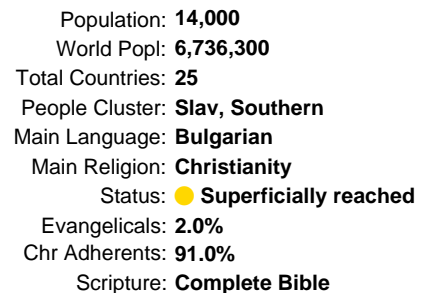 Population: 14,000
World Popl: 6,736,300
Total Countries: 25
People Cluster: Slav, Southern
Main Language: Bulgarian
Main Religion: Christianity
Status: Superficially reached
Evangelicals: 2.0%
Chr Adherents: 91.0%
Scripture: Complete Bible